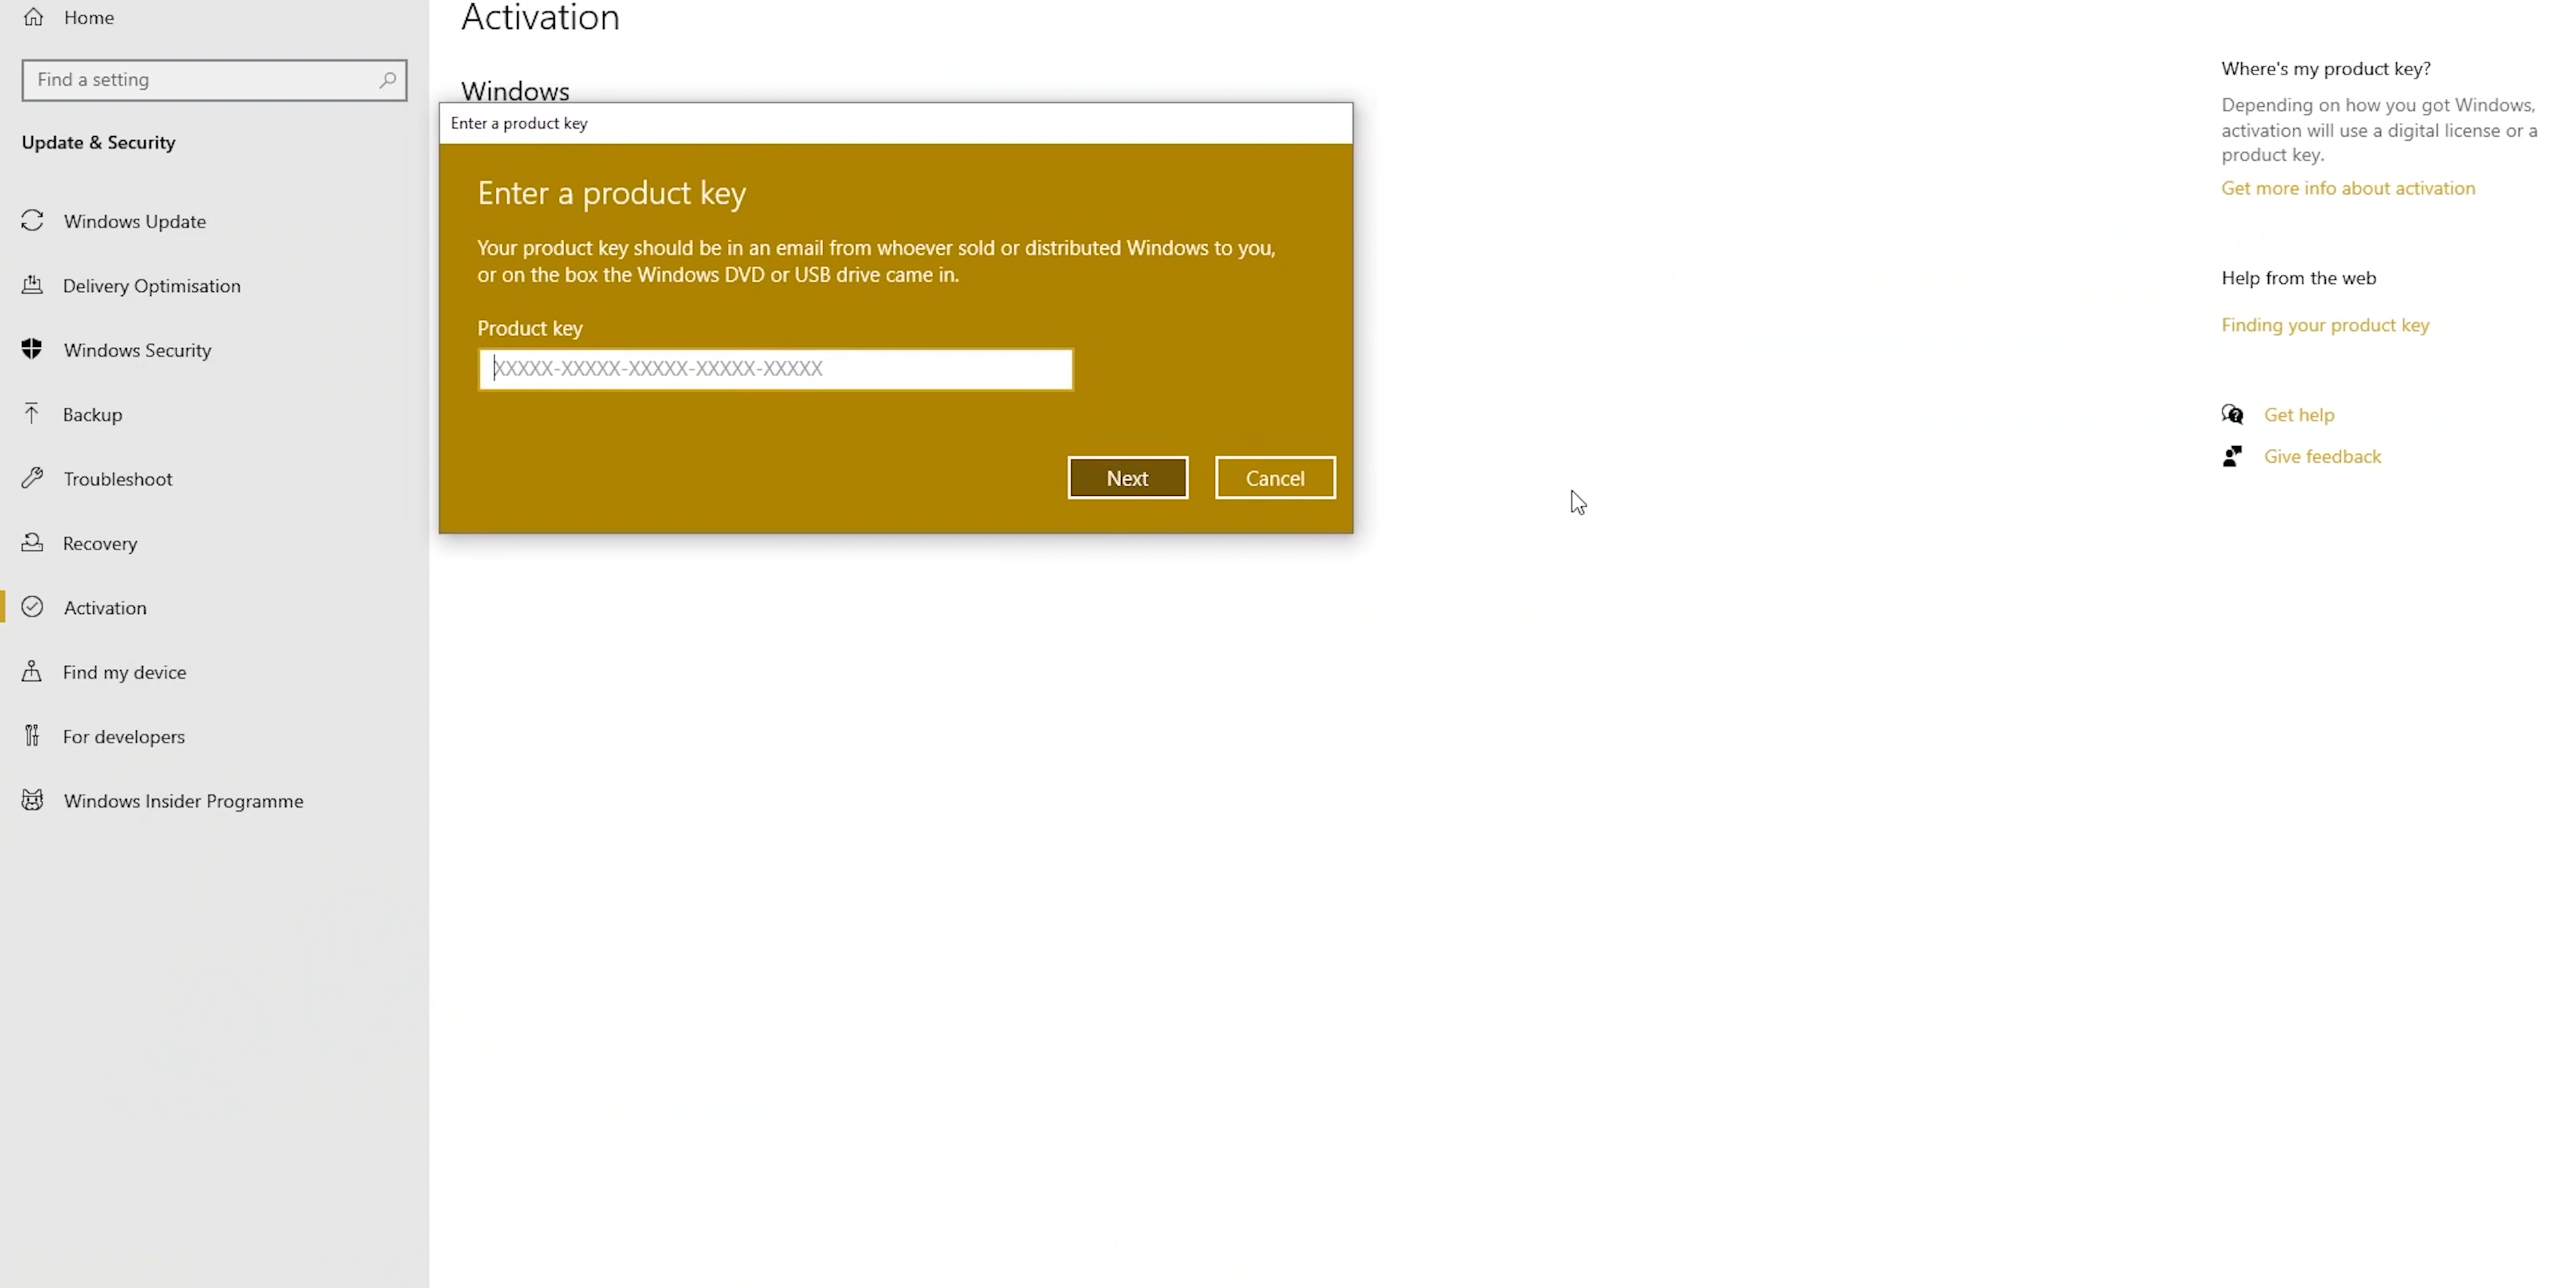 Home
Find a setting
Update & Security
Windows Update
Delivery Optimisation
Windows Security
Backup
Troubleshoot
Recovery
Activation
Find my device
For developers
Windows Insider Programme
Activation
Windows
Enter a product key
Enter a product key
Your product key should be in an email from whoever sold or distributed Windows to you,
or on the box the Windows DVD or USB drive came in.
Product key
XXXXX-XXXXX-XXXXX-XXXXX-XXXXX
Next
Cancel
Where's my product key?
Depending on how you got Windows,
activation will use a digital license or a
product key.
Get more info about activation
Help from the web
Finding your product key
Get help
Give feedback